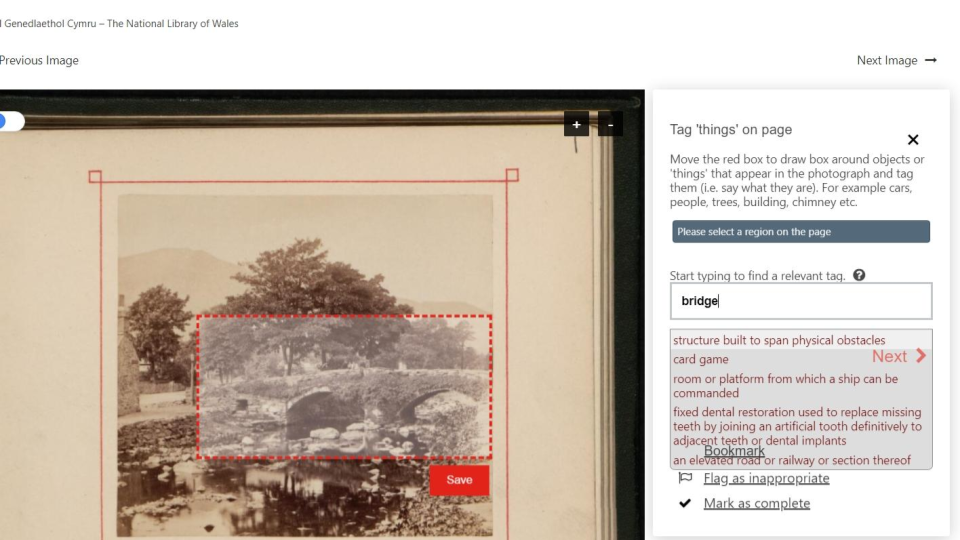 Genedlaethol Cymru – The National Library of Wales
Previous Image
Next Image
+ -
Tag 'things' on page
Move the red box to draw box around objects or
'things' that appear in the photograph and tag
them (i.e. say what they are). For example cars,
people, trees, building, chimney etc.
Please select a region on the page
Start typing to find a relevant tag.
bridge
structure built to span physical obstacles
card game
Next
room or platform from which a ship can be
commanded
fixed dental restoration used to replace missing
teeth by joining an artificial tooth definitively to
adjacent teeth or dental implants
Bookmark
an elevated road or railway or section thereof
Save
Flag as inappropriate
Mark as complete